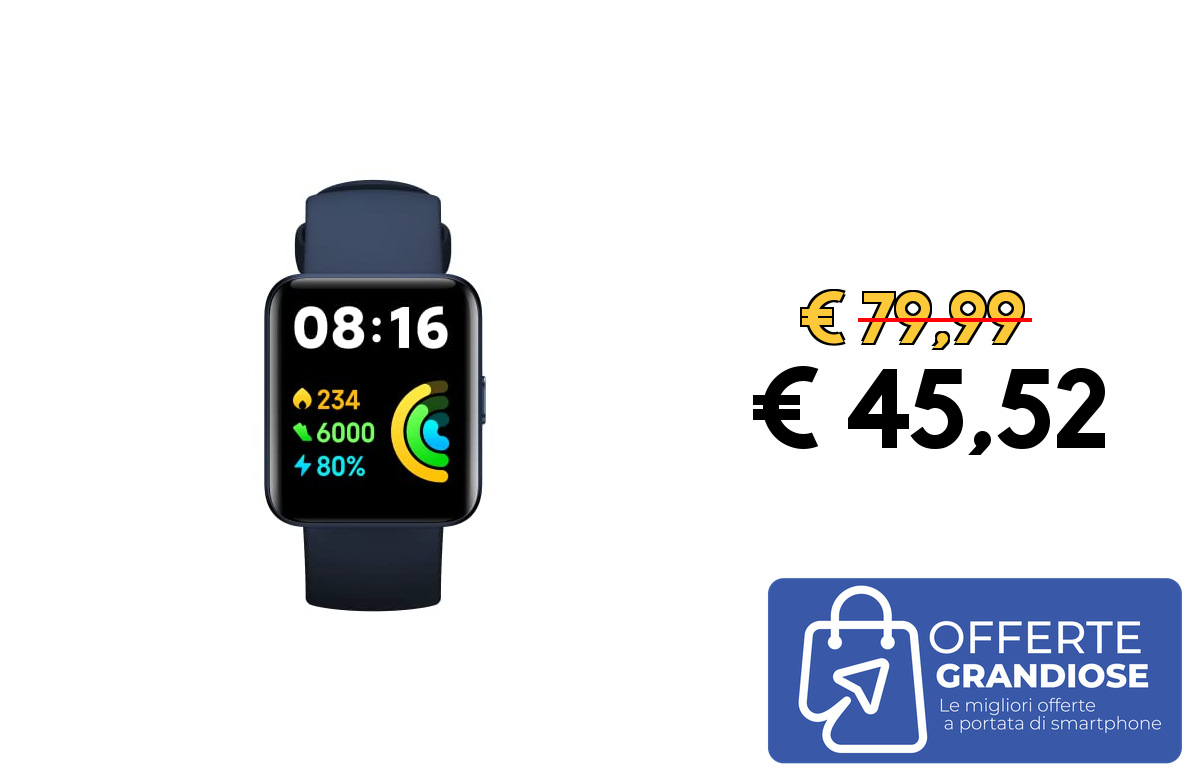 08:16
234
6000
80%
€ 79,99
€ 45,52
OFFERTE
GRANDIOSE
Le migliori offerte
a portata di smartphone